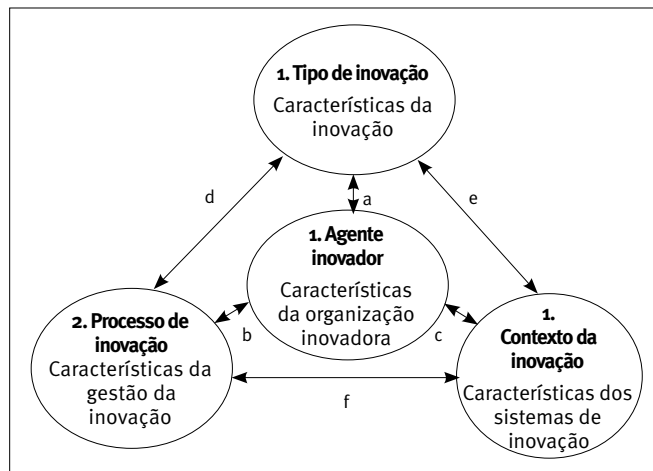 1. Tipo de inovação
Características da
inovação
d
a
e
1. Agente
inovador
Características
da organização
inovadora
2. Processo de
inovação
Características da
gestão da
inovação
b
c
1.
Contexto da
inovação
Características dos
sistemas de
inovação
f